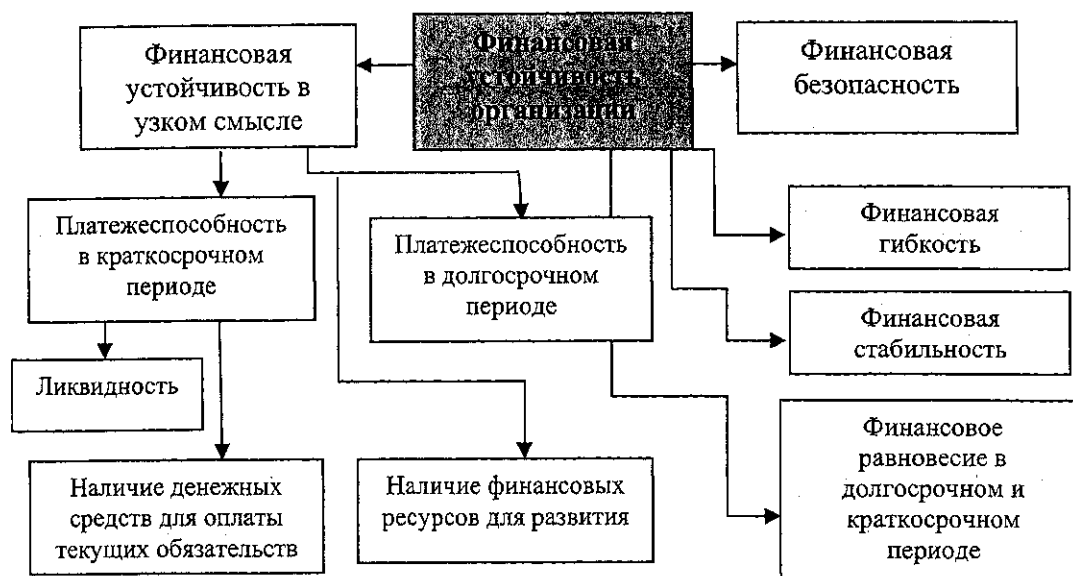 Финансовая
устойчивость в
узком смысле
Финансовая
устойчивость
организации
Финансовая
безопасность
Платежеспособность
в краткосрочном
периоде
Платежеспособность
в долгосрочном
периоде
Финансовая
гибкость
Финансовая
стабильность
Ликвидность
Наличие денежных
средств для оплаты
текущих обязательств
Наличие финансовых
ресурсов для развития
Финансовое
равновесие в
долгосрочном и
краткосрочном
периоде